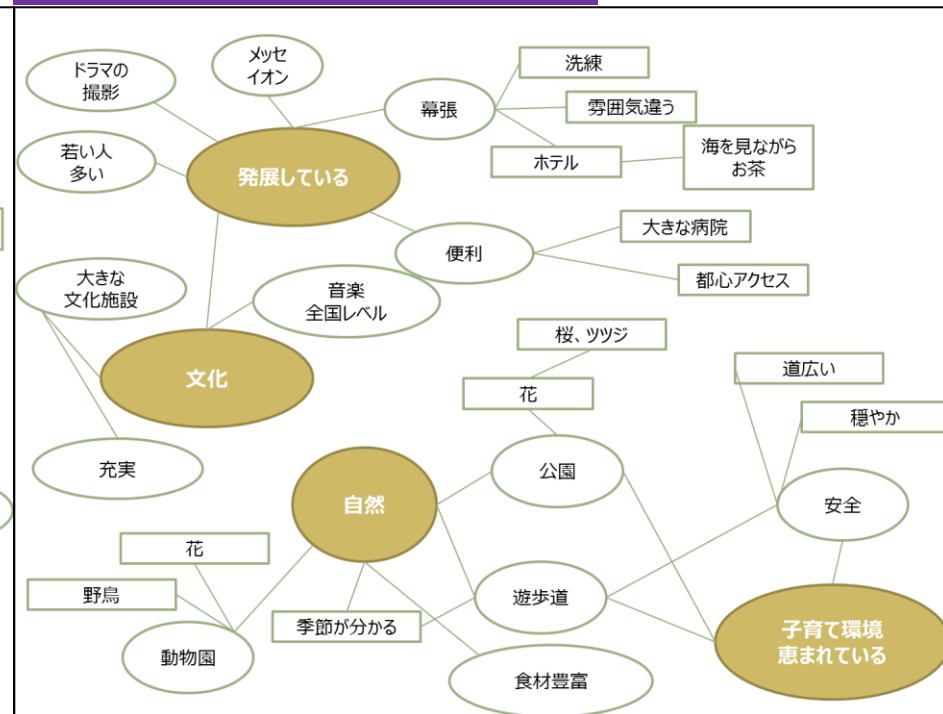 メッセ
イオン
ドラマの
撮影
洗練
幕張
雰囲気違う
若い人
多い
発展している
ホテル
海を見ながら
お茶
大きな病院
便利
都心アクセス
大きな
文化施設
音楽
全国レベル
桜、ツツジ
文化
道広い
花
穏やか
充実
公園
自然
安全
花
野鳥
遊歩道
季節が分かる
子育て環境
恵まれている
動物園
食材豊富